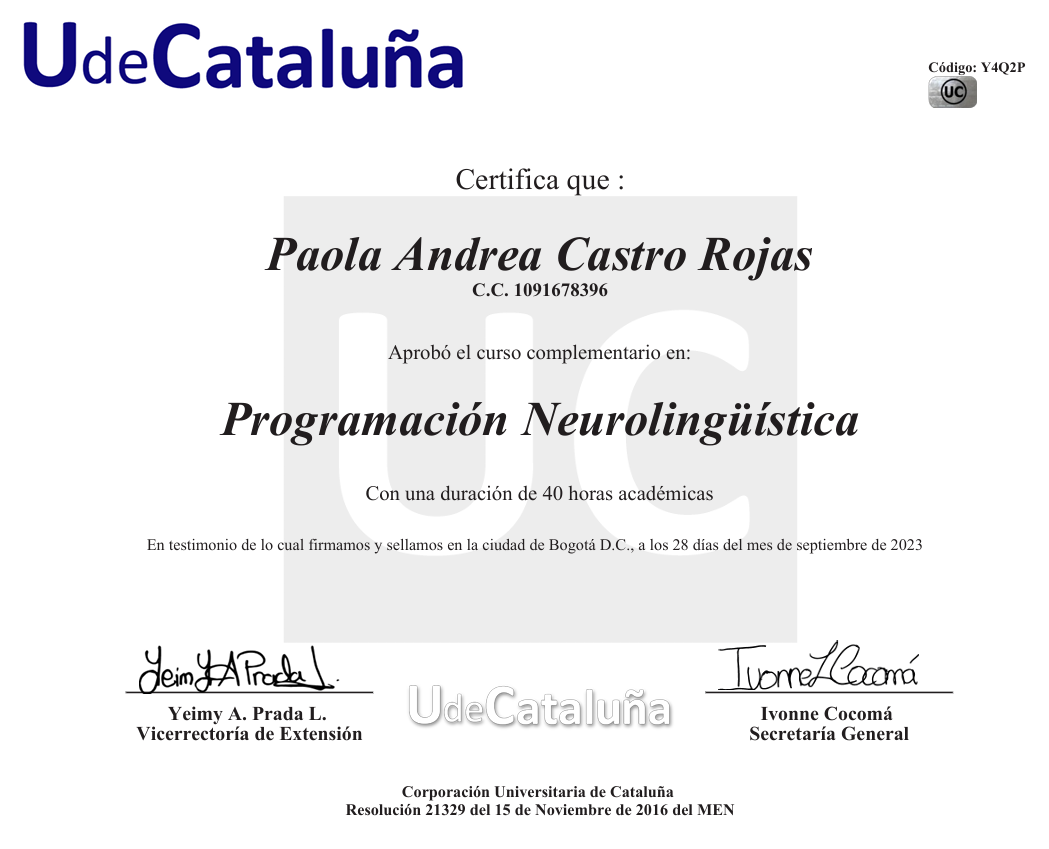 UdeCataluña
Código: Y4Q2P
UC
Certifica que :
Paola Andrea Castro Rojas
C.C. 1091678396
UC
Aprobó el curso complementario en:
Programación Neurolingüística
Con una duración de 40 horas académicas
En testimonio de lo cual firmamos y sellamos en la ciudad de Bogotá D.C., a los 28 días del mes de septiembre de 2023
Yeimy A Prada L.
Ivonne L Cocomá
UdeCataluña
Yeimy A. Prada L.
Vicerrectoría de Extensión
Ivonne Cocomá
Secretaría General
Corporación Universitaria de Cataluña
Resolución 21329 del 15 de Noviembre de 2016 del MEN